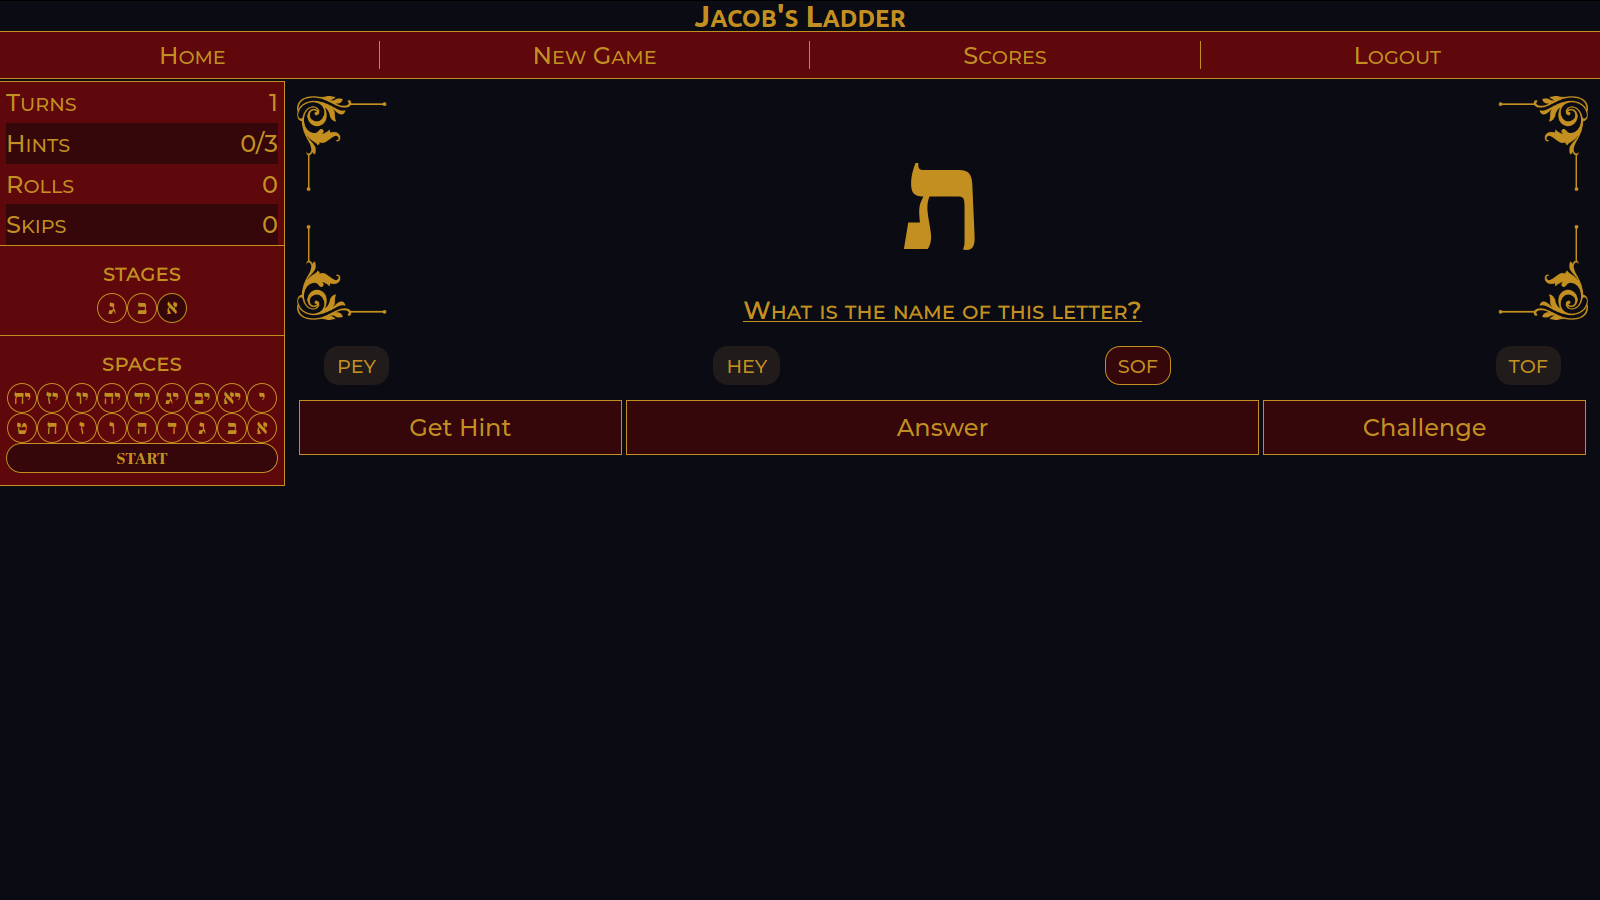 Jacob's Ladder
Home New Game Scores Logout
Turns 1
Hints 0/3
Rolls 0
Skips 0
STAGES
א ב ג
SPACES
י יא יב יג יד יה יו יז יח
א ב ג ד ה ו ז ח ט
START
ת
What is the name of this letter?
PEY HEY SOF TOF
Get Hint Answer Challenge